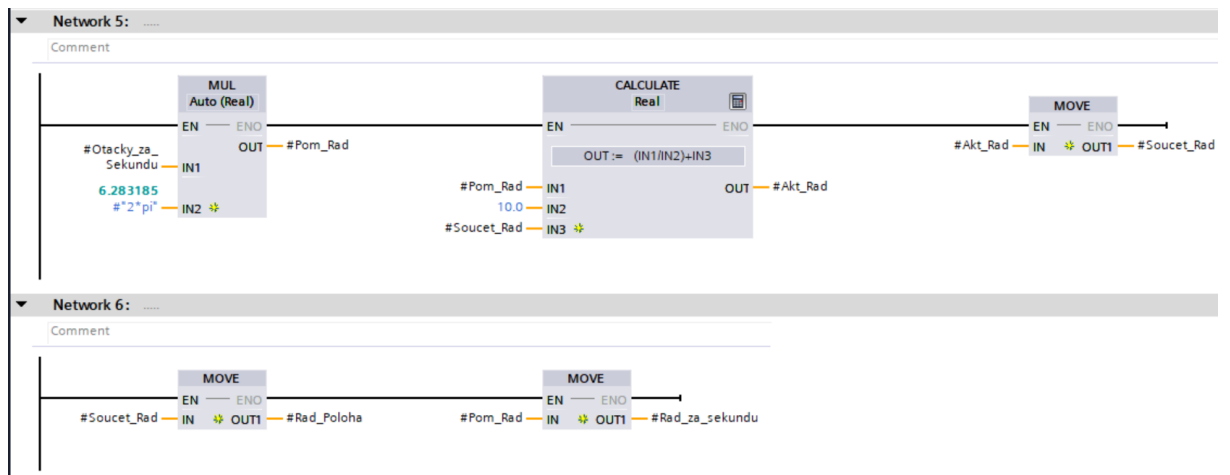 Network 5: .....
Comment
MUL
Auto (Real)
EN ENO
#Otacky_za_
Sekundu IN1
OUT #Pom_Rad
6.283185
#"2*pi" IN2
CALCULATE
Real
EN ENO
OUT := (IN1/IN2)+IN3
#Pom_Rad IN1
OUT #Akt_Rad
10.0 IN2
#Soucet_Rad IN3
MOVE
EN ENO
#Akt_Rad IN OUT1 #Soucet_Rad
Network 6: .....
Comment
MOVE
EN ENO
#Soucet_Rad IN OUT1 #Rad_Poloha
MOVE
EN ENO
#Pom_Rad IN OUT1 #Rad_za_sekundu